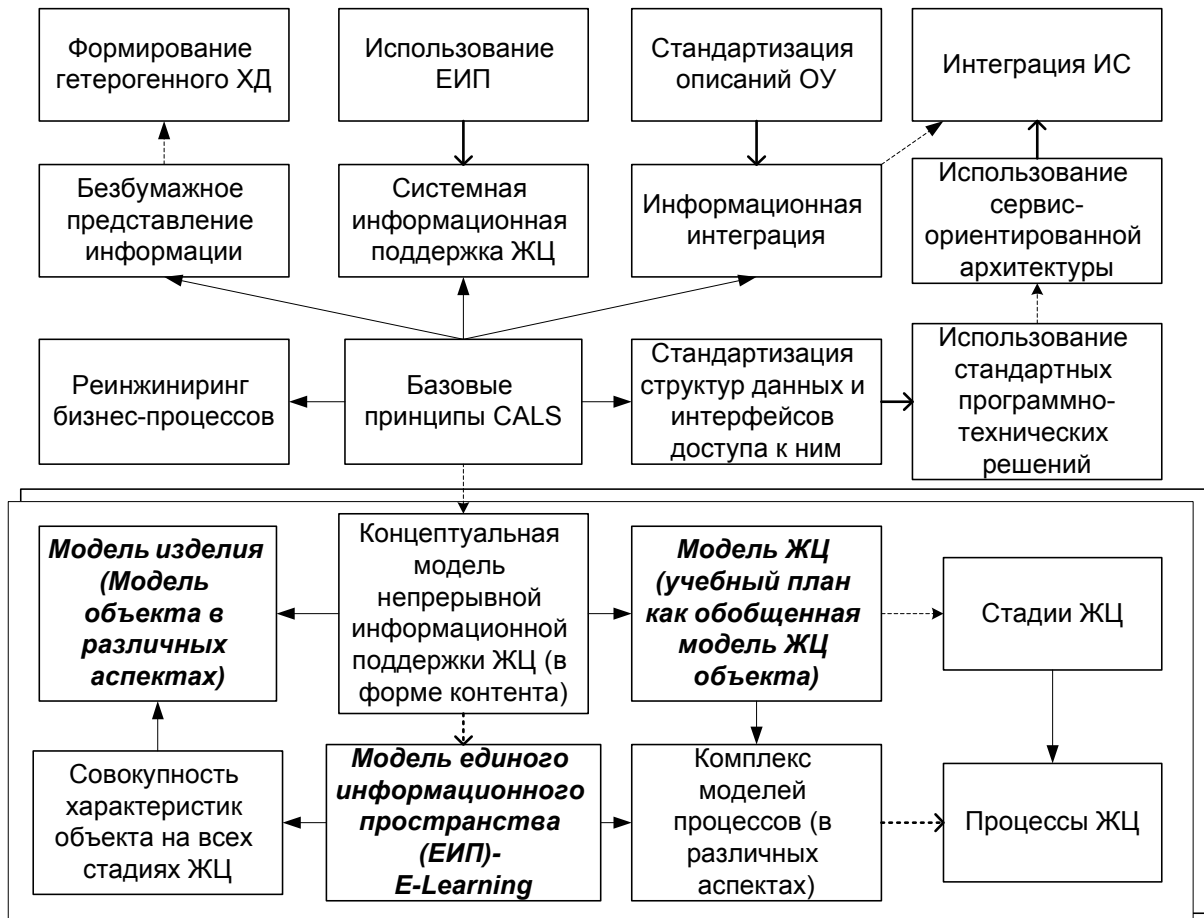 Формирование
гетерогенного ХД
Использование
ЕИП
Стандартизация
описаний ОУ
Интеграция ИС
Безбумажное
представление
информации
Системная
информационная
поддержка ЖЦ
Информационная
интеграция
Использование
сервис-
ориентированной
архитектуры
Реинжиниринг
бизнес-процессов
Базовые
принципы CALS
Стандартизация
структур данных и
интерфейсов
доступа к ним
Использование
стандартных
программно-
технических
решений
Модель изделия
(Модель
объекта в
различных
аспектах)
Концептуальная
модель
непрерывной
информационной
поддержки ЖЦ (в
форме контента)
Модель ЖЦ
(учебный план
как обобщенная
модель ЖЦ
объекта)
Стадии ЖЦ
Совокупность
характеристик
объекта на всех
стадиях ЖЦ
Модель единого
информационного
пространства
(ЕИП)-
E-Learning
Комплекс
моделей
процессов (в
различных
аспектах)
Процессы ЖЦ